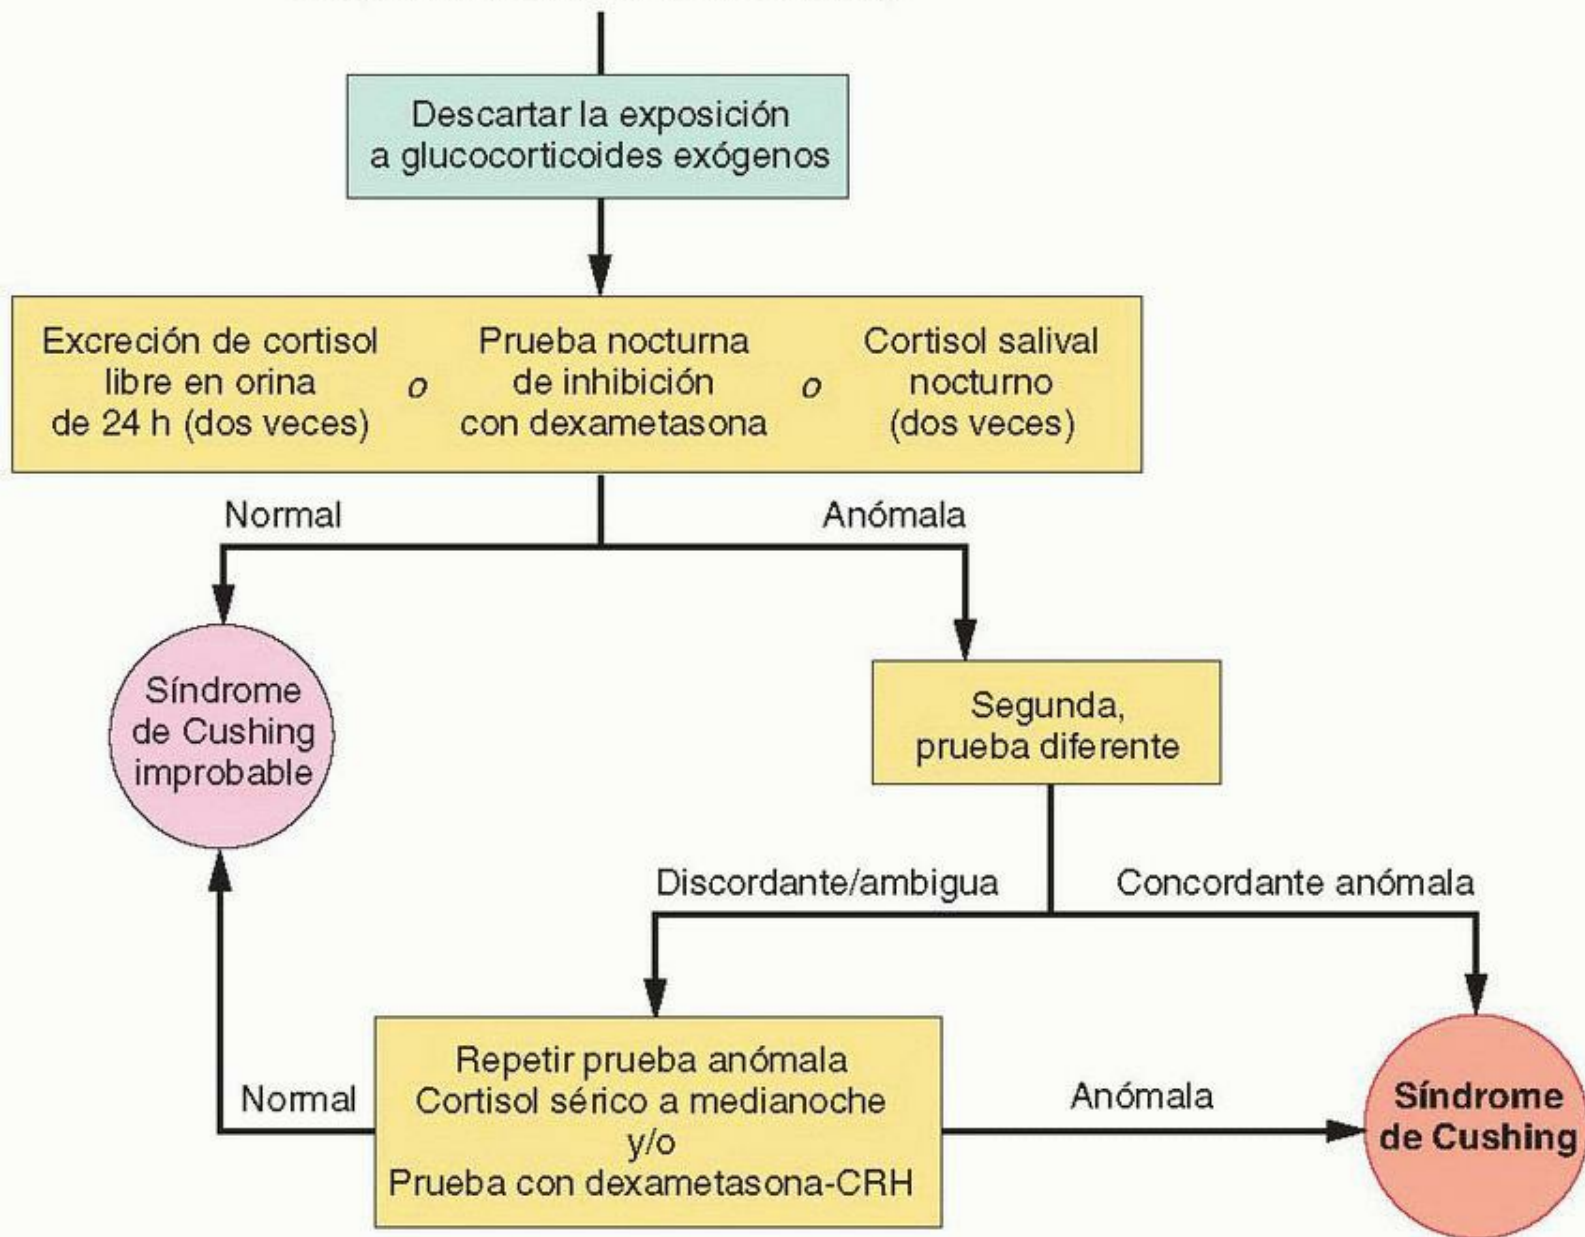 Descartar la exposición
a glucocorticoides exógenos
Excreción de cortisol
libre en orina
de 24 h (dos veces)
o
Prueba nocturna
de inhibición
con dexametasona
o
Cortisol salival
nocturno
(dos veces)
Normal
Anómala
Síndrome
de Cushing
improbable
Segunda,
prueba diferente
Discordante/ambigua
Concordante anómala
Repetir prueba anómala
Cortisol sérico a medianoche
y/o
Prueba con dexametasona-CRH
Normal
Anómala
Síndrome
de Cushing